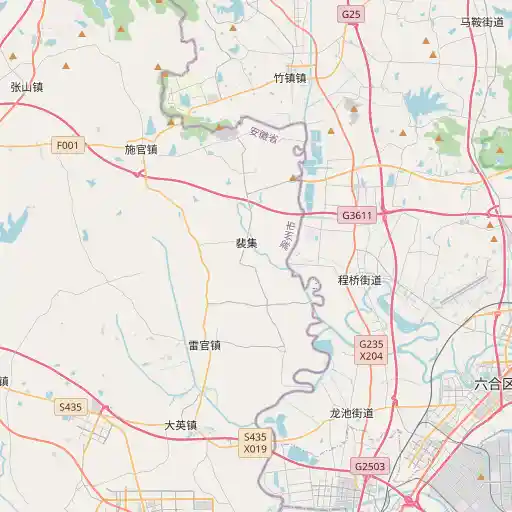 G25
马鞍街道
竹镇镇
张山镇
安徽省
F001
施官镇
G3611
裴集
程桥街道
G235
X204
雷官镇
六合区
镇
S435
龙池街道
大英镇
S435
X019
G2503